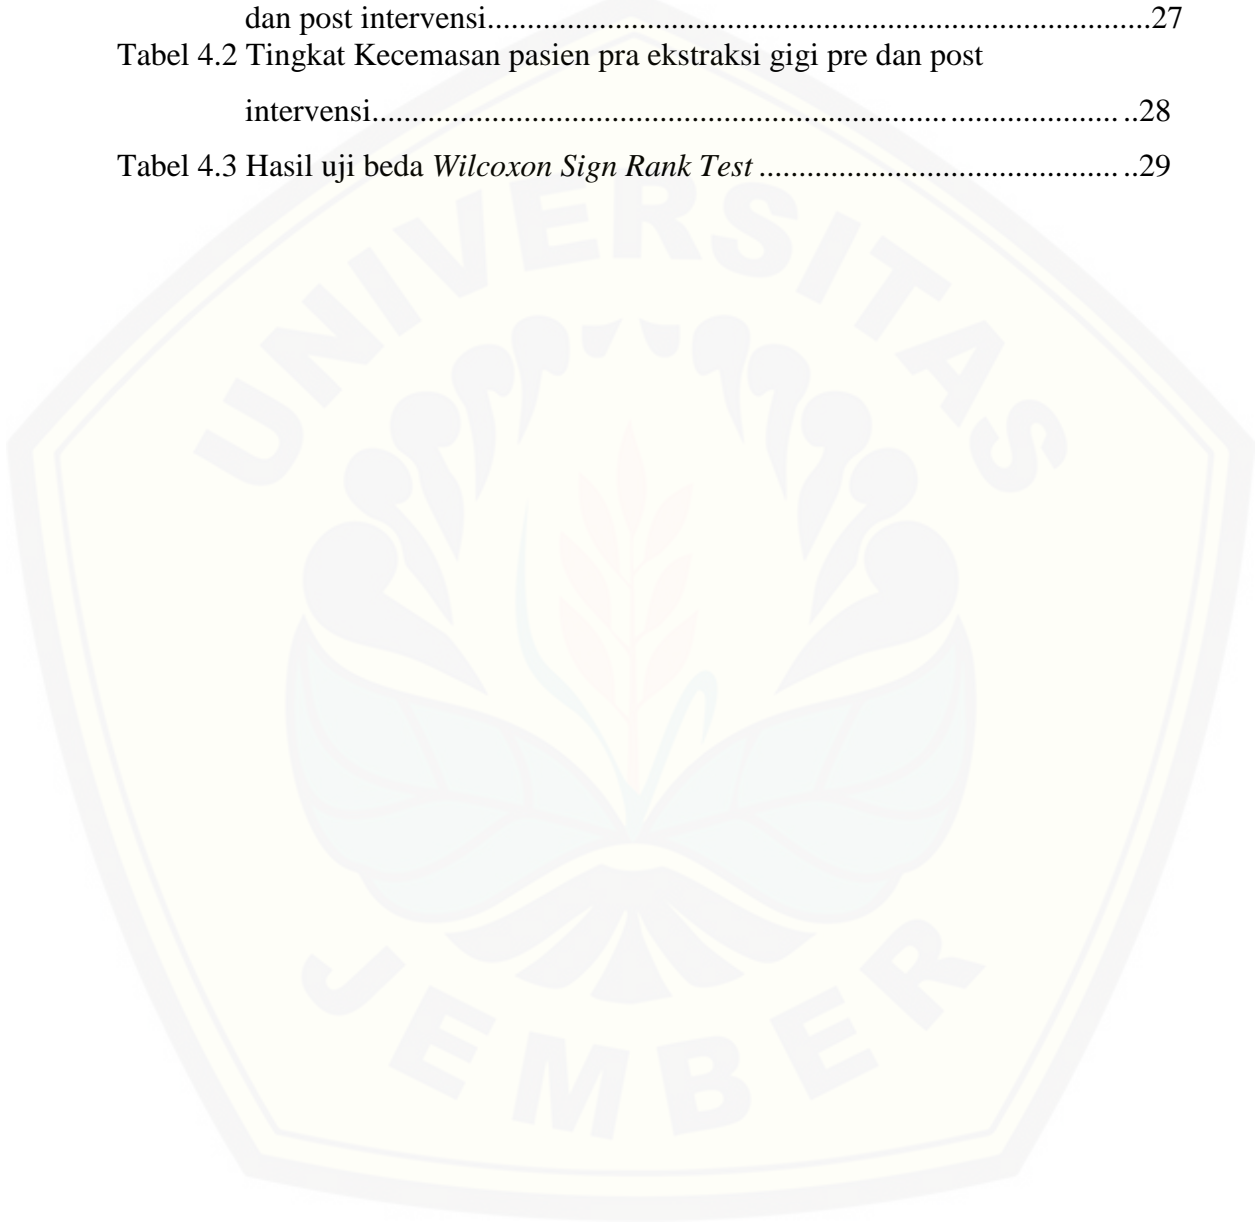 dan post intervensi...................................................................................27
Tabel 4.2 Tingkat Kecemasan pasien pra ekstraksi gigi pre dan post
intervensi............................................................................................... ..28
Tabel 4.3 Hasil uji beda Wilcoxon Sign Rank Test ............................................. ..29
UNIVERSITAS
JEMBER